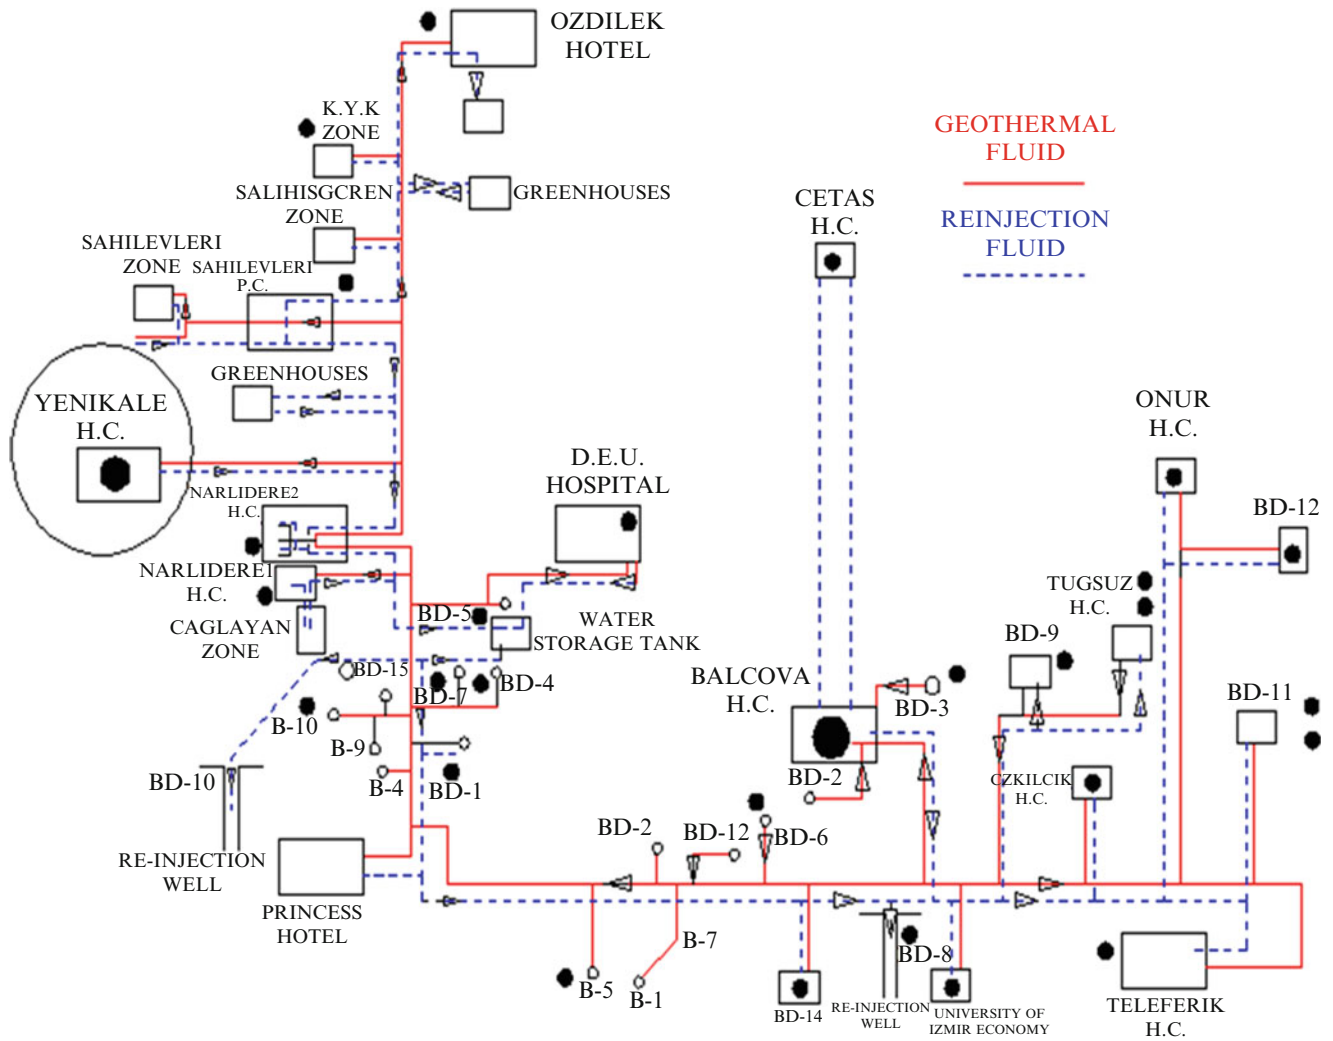 OZDILEK
HOTEL
K.Y.K
ZONE
GEOTHERMAL
FLUID
SALIHISGCREN
ZONE
GREENHOUSES
CETAS
H.C.
REINJECTION
FLUID
SAHILEVLERI
ZONE
SAHILEVLERI
P.C.
GREENHOUSES
YENIKALE
H.C.
ONUR
H.C.
D.E.U.
HOSPITAL
NARLIDERE2
H.C.
BD-12
NARLIDERE1
H.C.
TUGSUZ
H.C.
BD-5
WATER
STORAGE TANK
CAGLAYAN
ZONE
BD-9
BD-15
BD-7
BD-4
BALCOVA
H.C.
BD-3
BD-11
B-10
B-9
BD-10
B-4
BD-1
BD-2
CZKILCIK
H.C.
BD-2
BD-12
BD-6
RE-INJECTION
WELL
PRINCESS
HOTEL
B-7
BD-8
B-5
B-1
BD-14
RE-INJECTION
WELL
UNIVERSITY OF
IZMIR ECONOMY
TELEFERIK
H.C.